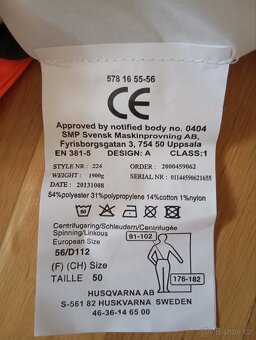 578 16 55-56
CE
Approved by notified body no. 0404
SMP Svensk Maskinprovning AB,
Fyrisborgsgatan 3, 754 50 Uppsala
EN 381-5 DESIGN: A CLASS:1
STYLE NR : 224 ORDER : 2000459062
WEIGHT : 1900g SERIAL NR : 01144590621655
DATE : 20131008
54%polyester 31%polypropylene 14%cotton 1%nylon
Centrifugering/Schleudern/Centrifugée
Spinning/Linkous
European Size
56/D112
(F) (CH) Size
TAILLE 50
91-102
176-182
HUSQVARNA AB
S-561 82 HUSKVARNA SWEDEN
46-36-14 65 00